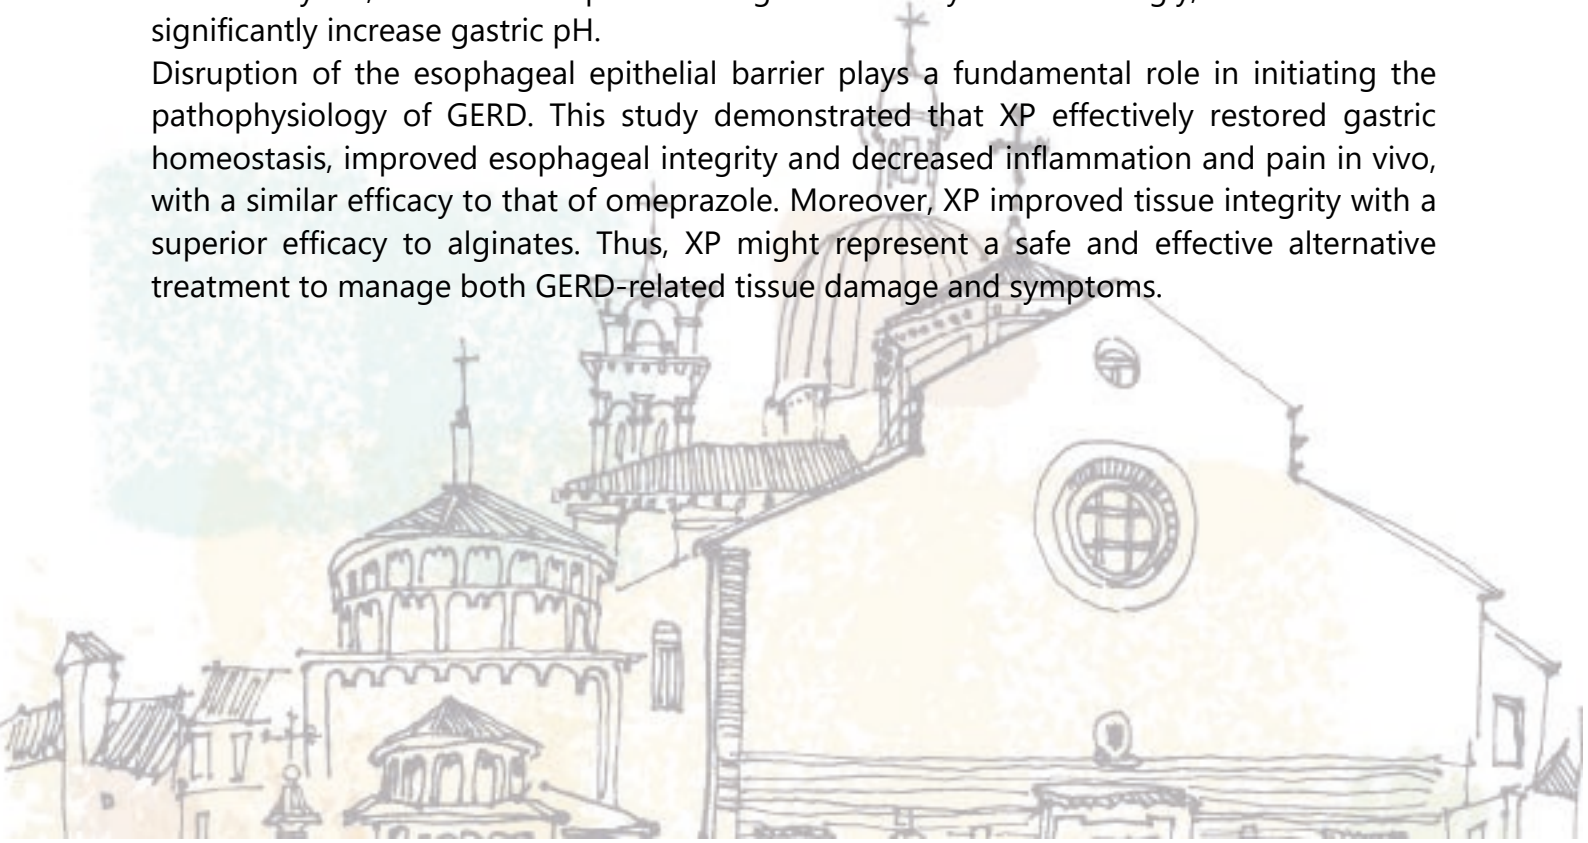 significantly increase gastric pH.
Disruption of the esophageal epithelial barrier plays a fundamental role in initiating the
pathophysiology of GERD. This study demonstrated that XP effectively restored gastric
homeostasis, improved esophageal integrity and decreased inflammation and pain in vivo,
with a similar efficacy to that of omeprazole. Moreover, XP improved tissue integrity with a
superior efficacy to alginates. Thus, XP might represent a safe and effective alternative
treatment to manage both GERD-related tissue damage and symptoms.